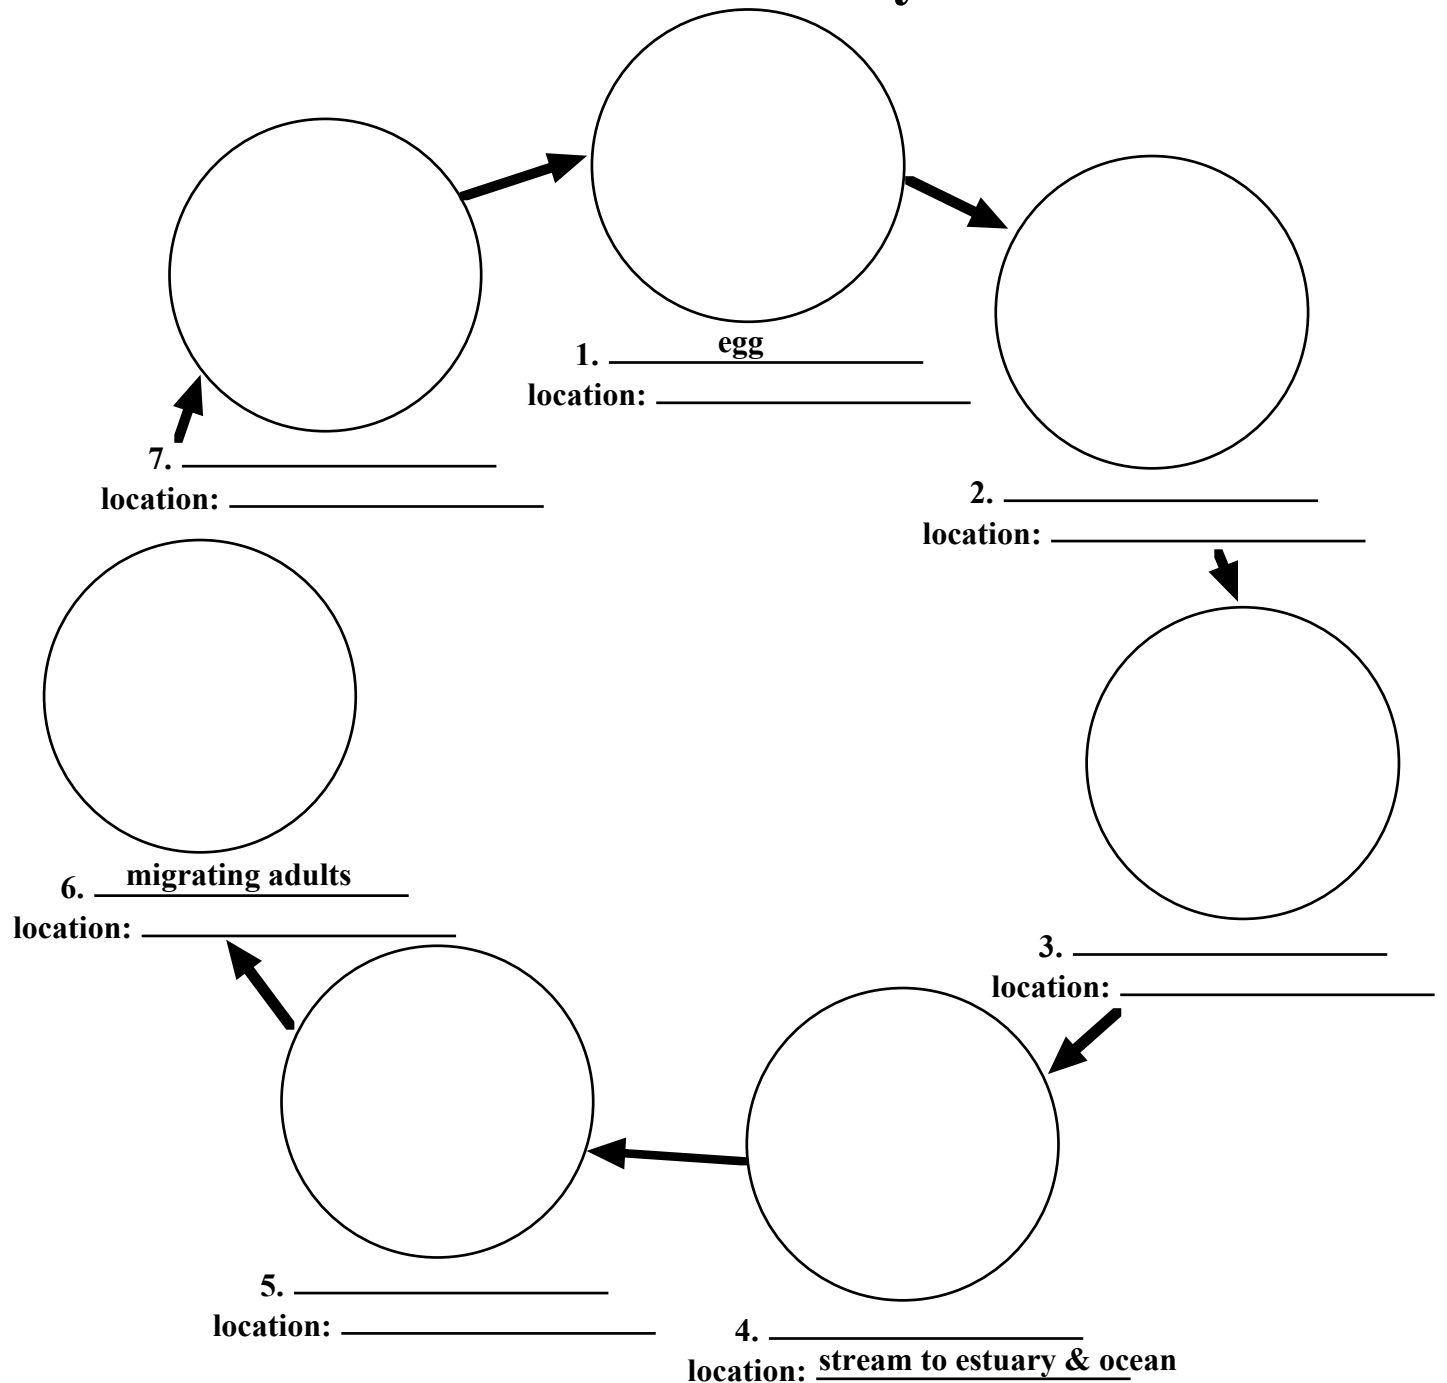 1. egg
location:
2.
location:
3.
location:
4.
location: stream to estuary & ocean
5.
location:
6. migrating adults
location:
7.
location: